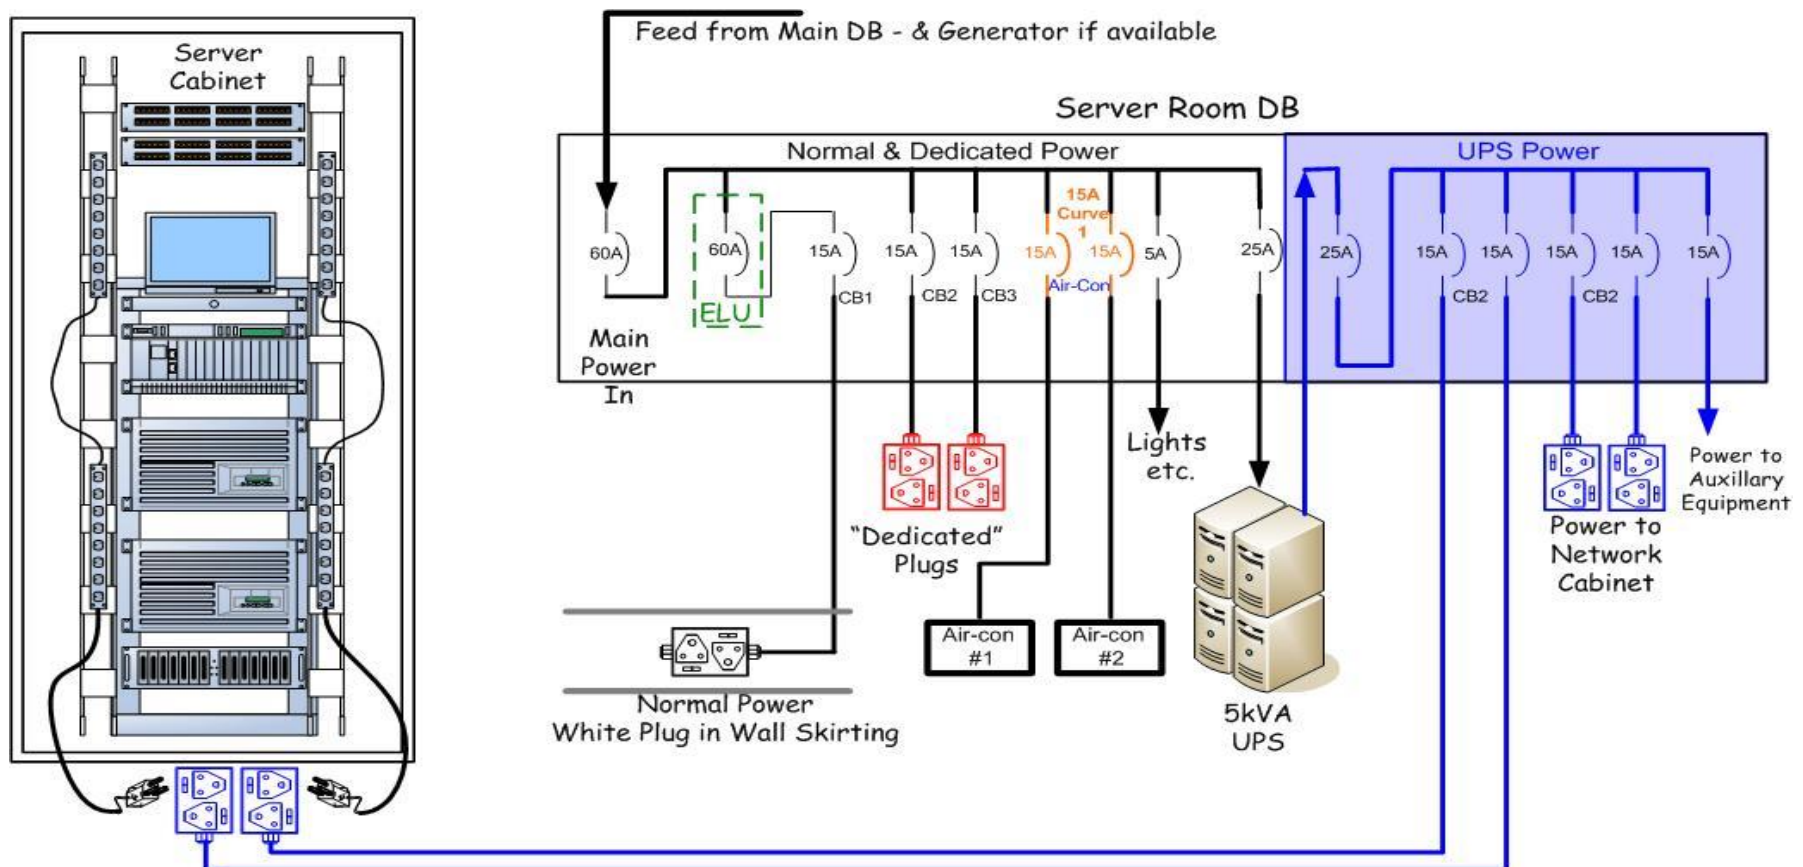 Server
Cabinet
Feed from Main DB - & Generator if available
Server Room DB
Normal & Dedicated Power
UPS Power
15A
Curve
1
60A
60A
15A
15A
15A
15A
15A
5A
25A
25A
15A
15A
15A
15A
15A
Air-Con
CB1
CB2
CB3
CB2
CB2
ELU
Main
Power
In
Lights
etc.
"Dedicated"
Plugs
Power to
Auxillary
Equipment
Power to
Network
Cabinet
Air-con
#1
Air-con
#2
Normal Power
White Plug in Wall Skirting
5kVA
UPS